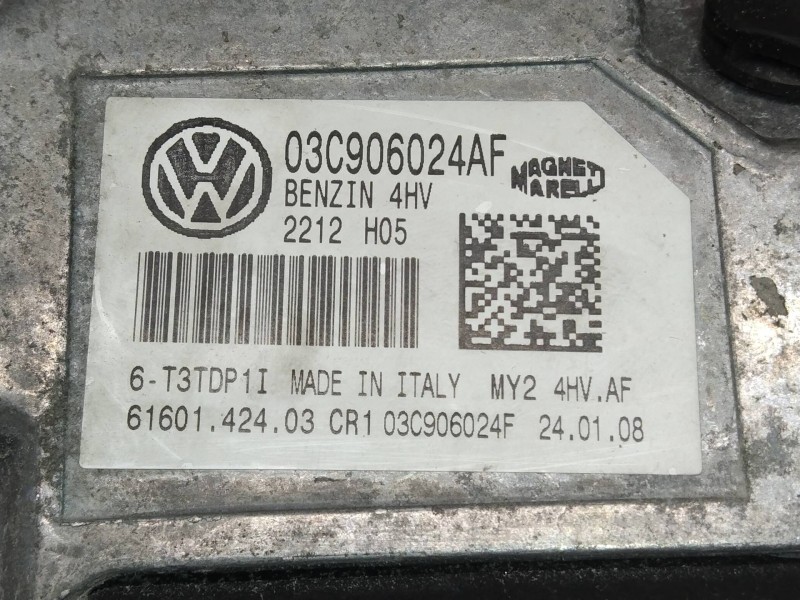 03C906024AF
MAGNETI
MARELLI
BENZIN 4HV
2212 H05
6-T3TDP1I MADE IN ITALY MY2 4HV.AF
61601.424.03 CR1 03C906024F 24.01.08